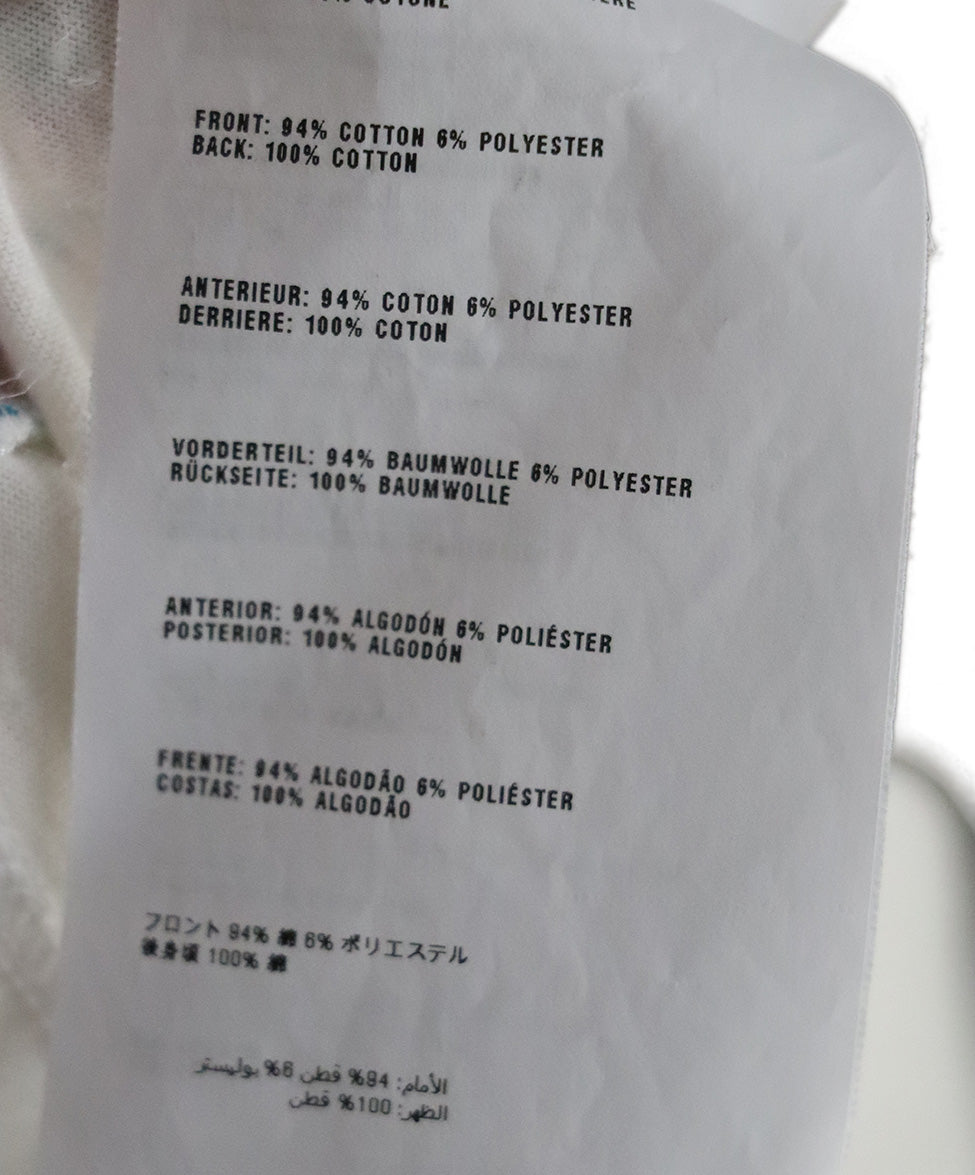 FRONT: 94% COTTON 6% POLYESTER
BACK: 100% COTTON
ANTERIEUR: 94% COTON 6% POLYESTER
DERRIERE: 100% COTON
VORDERTEIL: 94% BAUMWOLLE 6% POLYESTER
RÜCKSEITE: 100% BAUMWOLLE
ANTERIOR: 94% ALGODÓN 6% POLIÉSTER
POSTERIOR: 100% ALGODÓN
FRENTE: 94% ALGODÃO 6% POLIÉSTER
COSTAS: 100% ALGODÃO
フロント 94% 綿 6% ポリエステル
後身頃 100% 綿
الأمام: 94% قطن 6% بوليستر
الظهر: 100% قطن